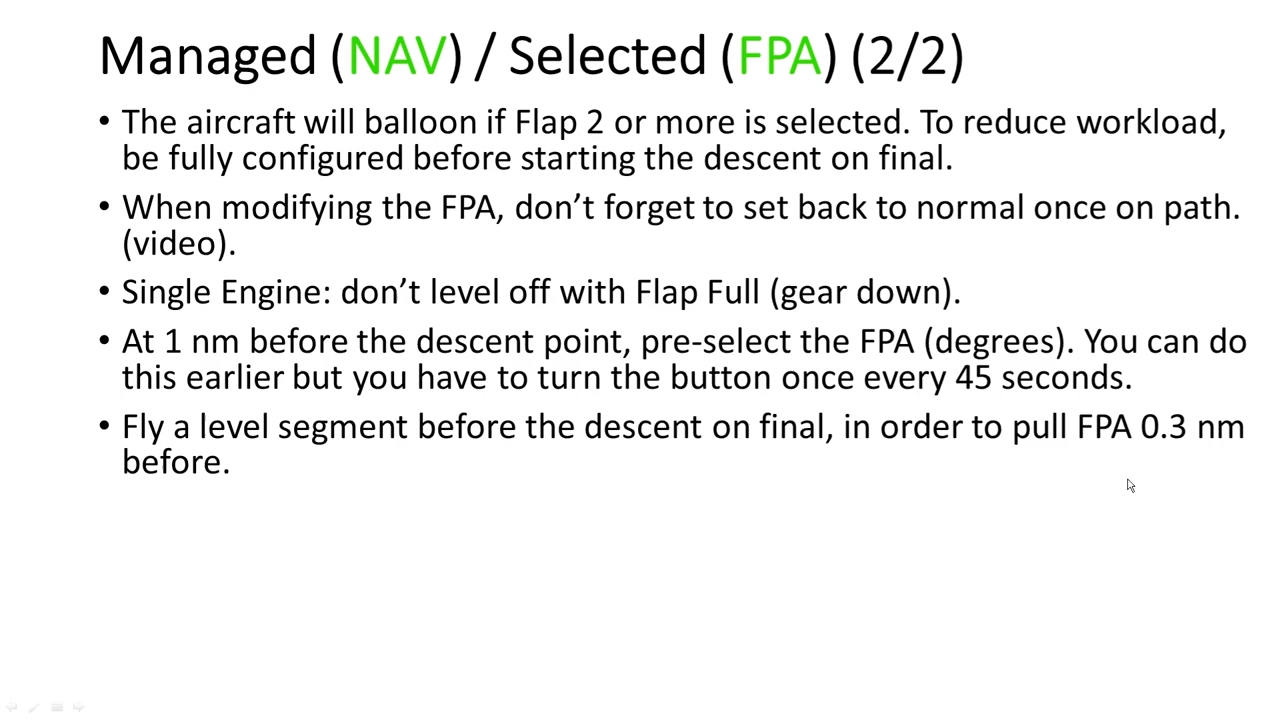 Managed (NAV) / Selected (FPA) (2/2)
• The aircraft will balloon if Flap 2 or more is selected. To reduce workload,
be fully configured before starting the descent on final.
• When modifying the FPA, don’t forget to set back to normal once on path.
(video).
• Single Engine: don’t level off with Flap Full (gear down).
• At 1 nm before the descent point, pre-select the FPA (degrees). You can do
this earlier but you have to turn the button once every 45 seconds.
• Fly a level segment before the descent on final, in order to pull FPA 0.3 nm
before.